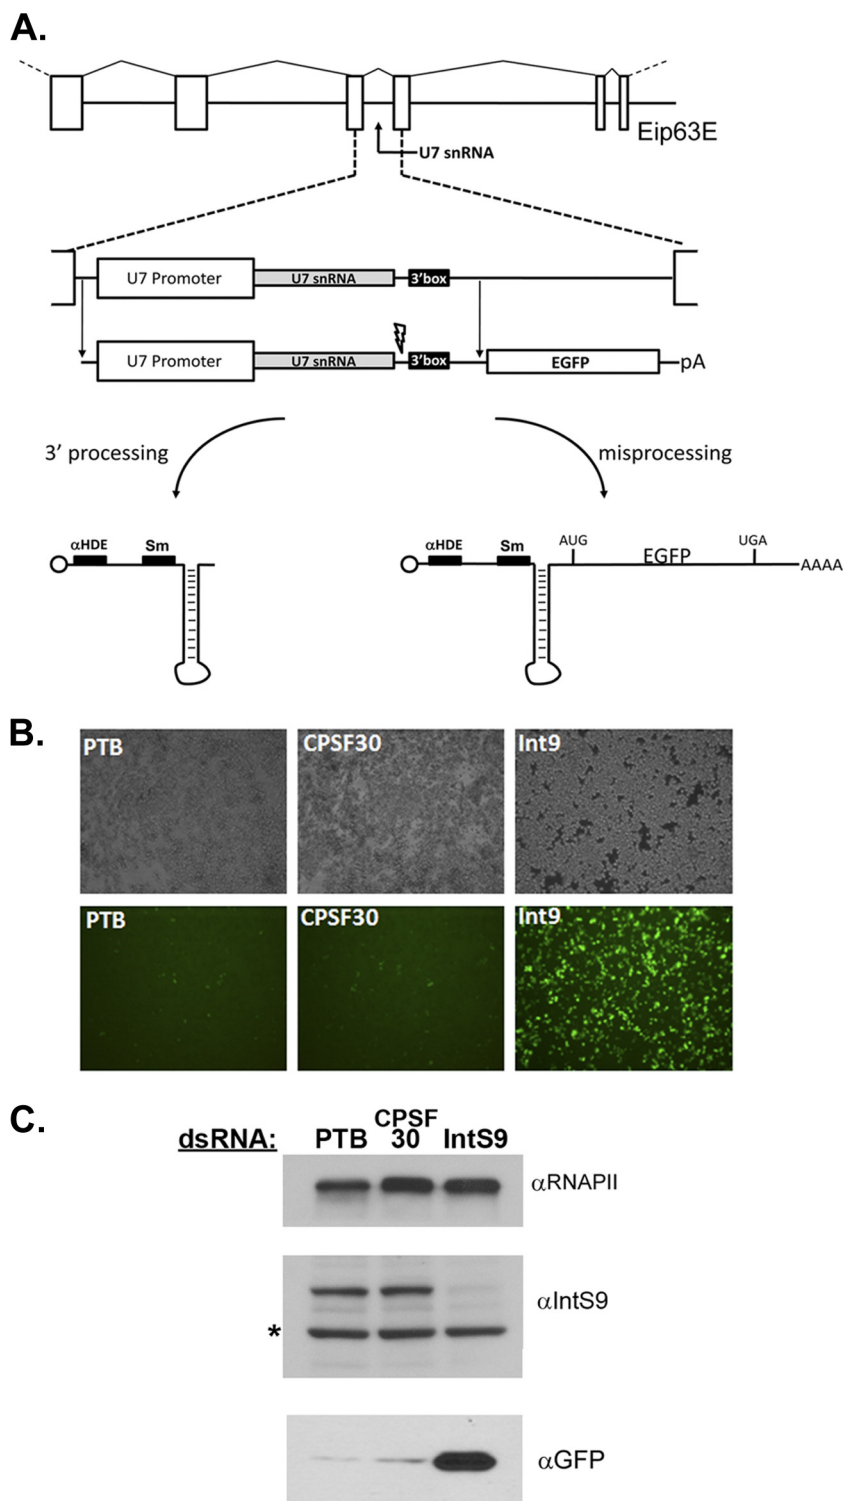 A.
Eip63E
U7 snRNA
U7 Promoter U7 snRNA 3'box
U7 Promoter U7 snRNA 3'box EGFP pA
3' processing misprocessing
αHDE Sm αHDE Sm AUG EGFP UGA AAAA
B.
PTB CPSF30 Int9
PTB CPSF30 Int9
C.
dsRNA: PTB CPSF 30 IntS9
αRNAPII
αIntS9
*
αGFP